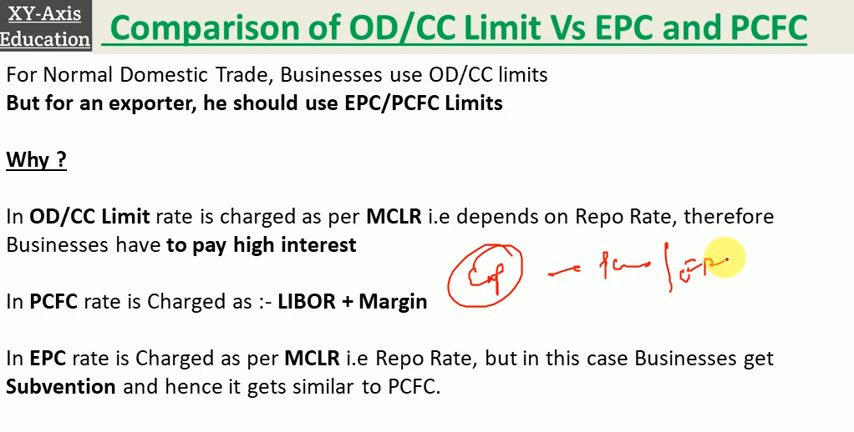 XY-Axis
Education
Comparison of OD/CC Limit Vs EPC and PCFC
For Normal Domestic Trade, Businesses use OD/CC limits
But for an exporter, he should use EPC/PCFC Limits
Why ?
In OD/CC Limit rate is charged as per MCLR i.e depends on Repo Rate, therefore
Businesses have to pay high interest
In PCFC rate is Charged as :- LIBOR + Margin
In EPC rate is Charged as per MCLR i.e Repo Rate, but in this case Businesses get
Subvention and hence it gets similar to PCFC.